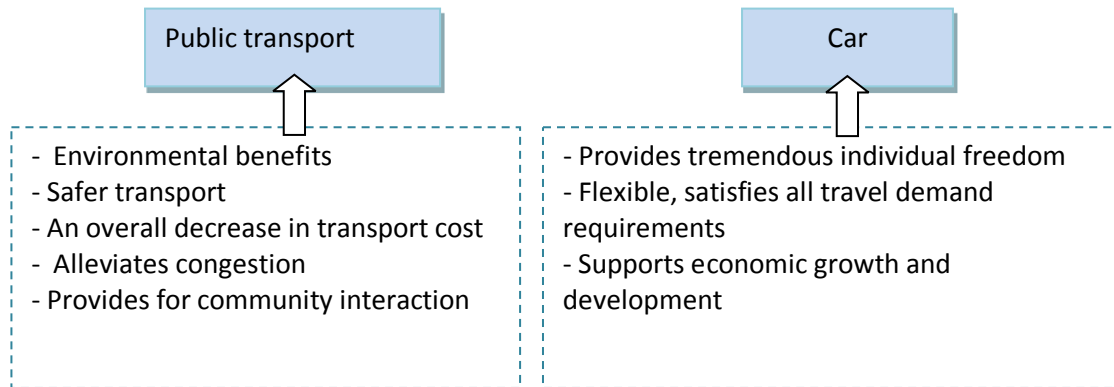 Public transport
Car
- Environmental benefits
- Safer transport
- An overall decrease in transport cost
- Alleviates congestion
- Provides for community interaction
- Provides tremendous individual freedom
- Flexible, satisfies all travel demand
requirements
- Supports economic growth and
development